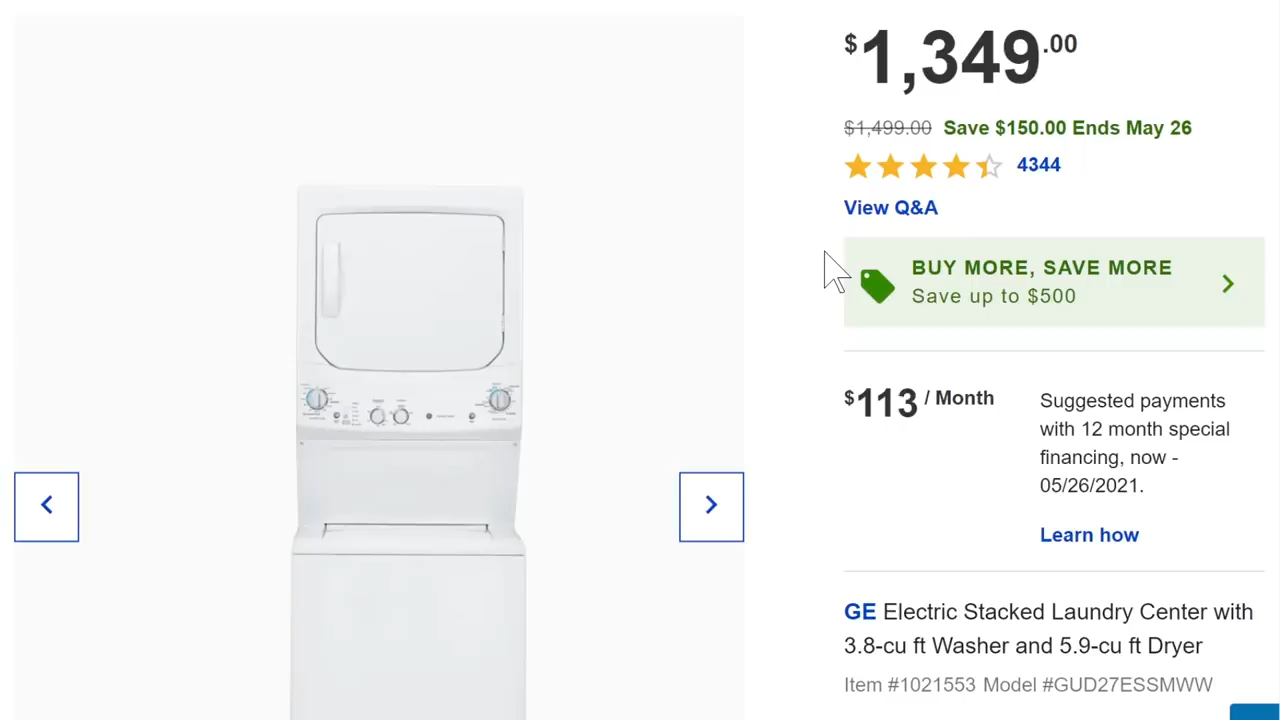 $1,349.00
$1,499.00 Save $150.00 Ends May 26
4344
View Q&A
BUY MORE, SAVE MORE
Save up to $500
$113 / Month
Suggested payments
with 12 month special
financing, now -
05/26/2021.
Learn how
GE Electric Stacked Laundry Center with
3.8-cu ft Washer and 5.9-cu ft Dryer
Item #1021553 Model #GUD27ESSMWW